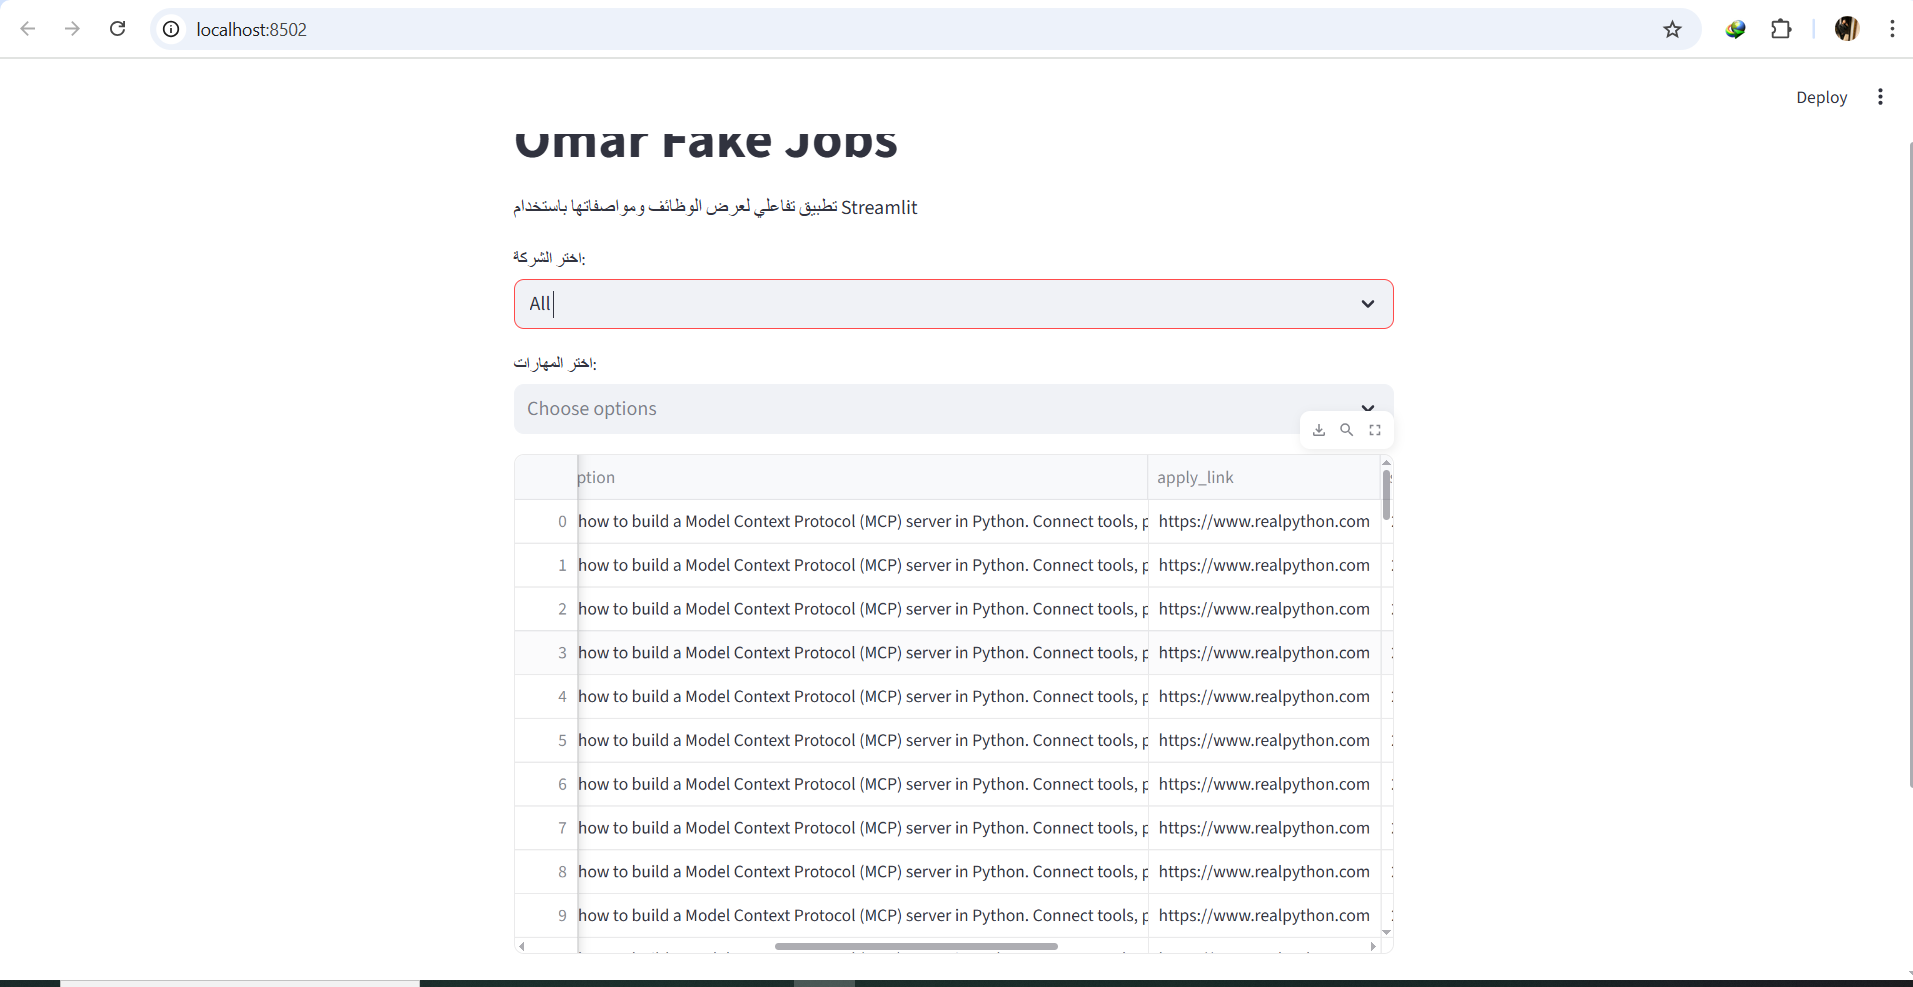 localhost:8502
Deploy
Omar Fake Jobs
تطبيق تفاعلي لعرض الوظائف ومواصفاتها باستخدام Streamlit
اختر الشركة:
All
اختر المهارات:
Choose options
ption apply_link
0 how to build a Model Context Protocol (MCP) server in Python. Connect tools, p https://www.realpython.com
1 how to build a Model Context Protocol (MCP) server in Python. Connect tools, p https://www.realpython.com
2 how to build a Model Context Protocol (MCP) server in Python. Connect tools, p https://www.realpython.com
3 how to build a Model Context Protocol (MCP) server in Python. Connect tools, p https://www.realpython.com
4 how to build a Model Context Protocol (MCP) server in Python. Connect tools, p https://www.realpython.com
5 how to build a Model Context Protocol (MCP) server in Python. Connect tools, p https://www.realpython.com
6 how to build a Model Context Protocol (MCP) server in Python. Connect tools, p https://www.realpython.com
7 how to build a Model Context Protocol (MCP) server in Python. Connect tools, p https://www.realpython.com
8 how to build a Model Context Protocol (MCP) server in Python. Connect tools, p https://www.realpython.com
9 how to build a Model Context Protocol (MCP) server in Python. Connect tools, p https://www.realpython.com